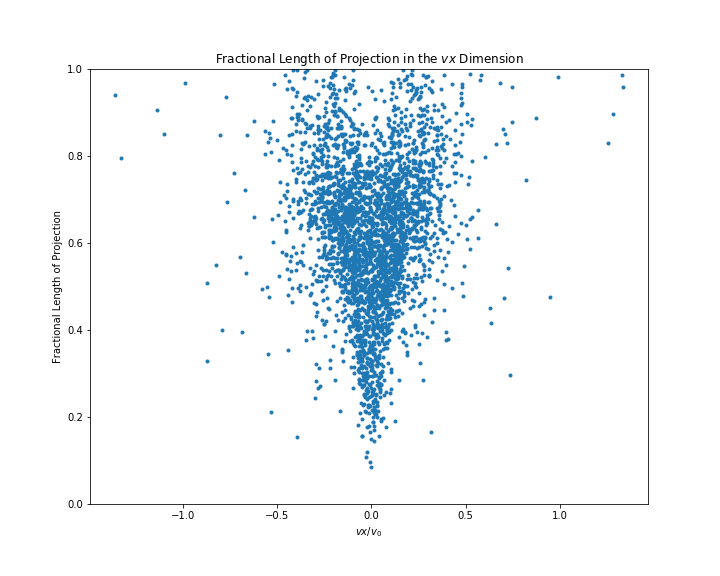 Fractional Length of Projection in the vx Dimension
Fractional Length of Projection
1.0
0.8
0.6
0.4
0.2
0.0
−1.0 −0.5 0.0 0.5 1.0
vx/v₀